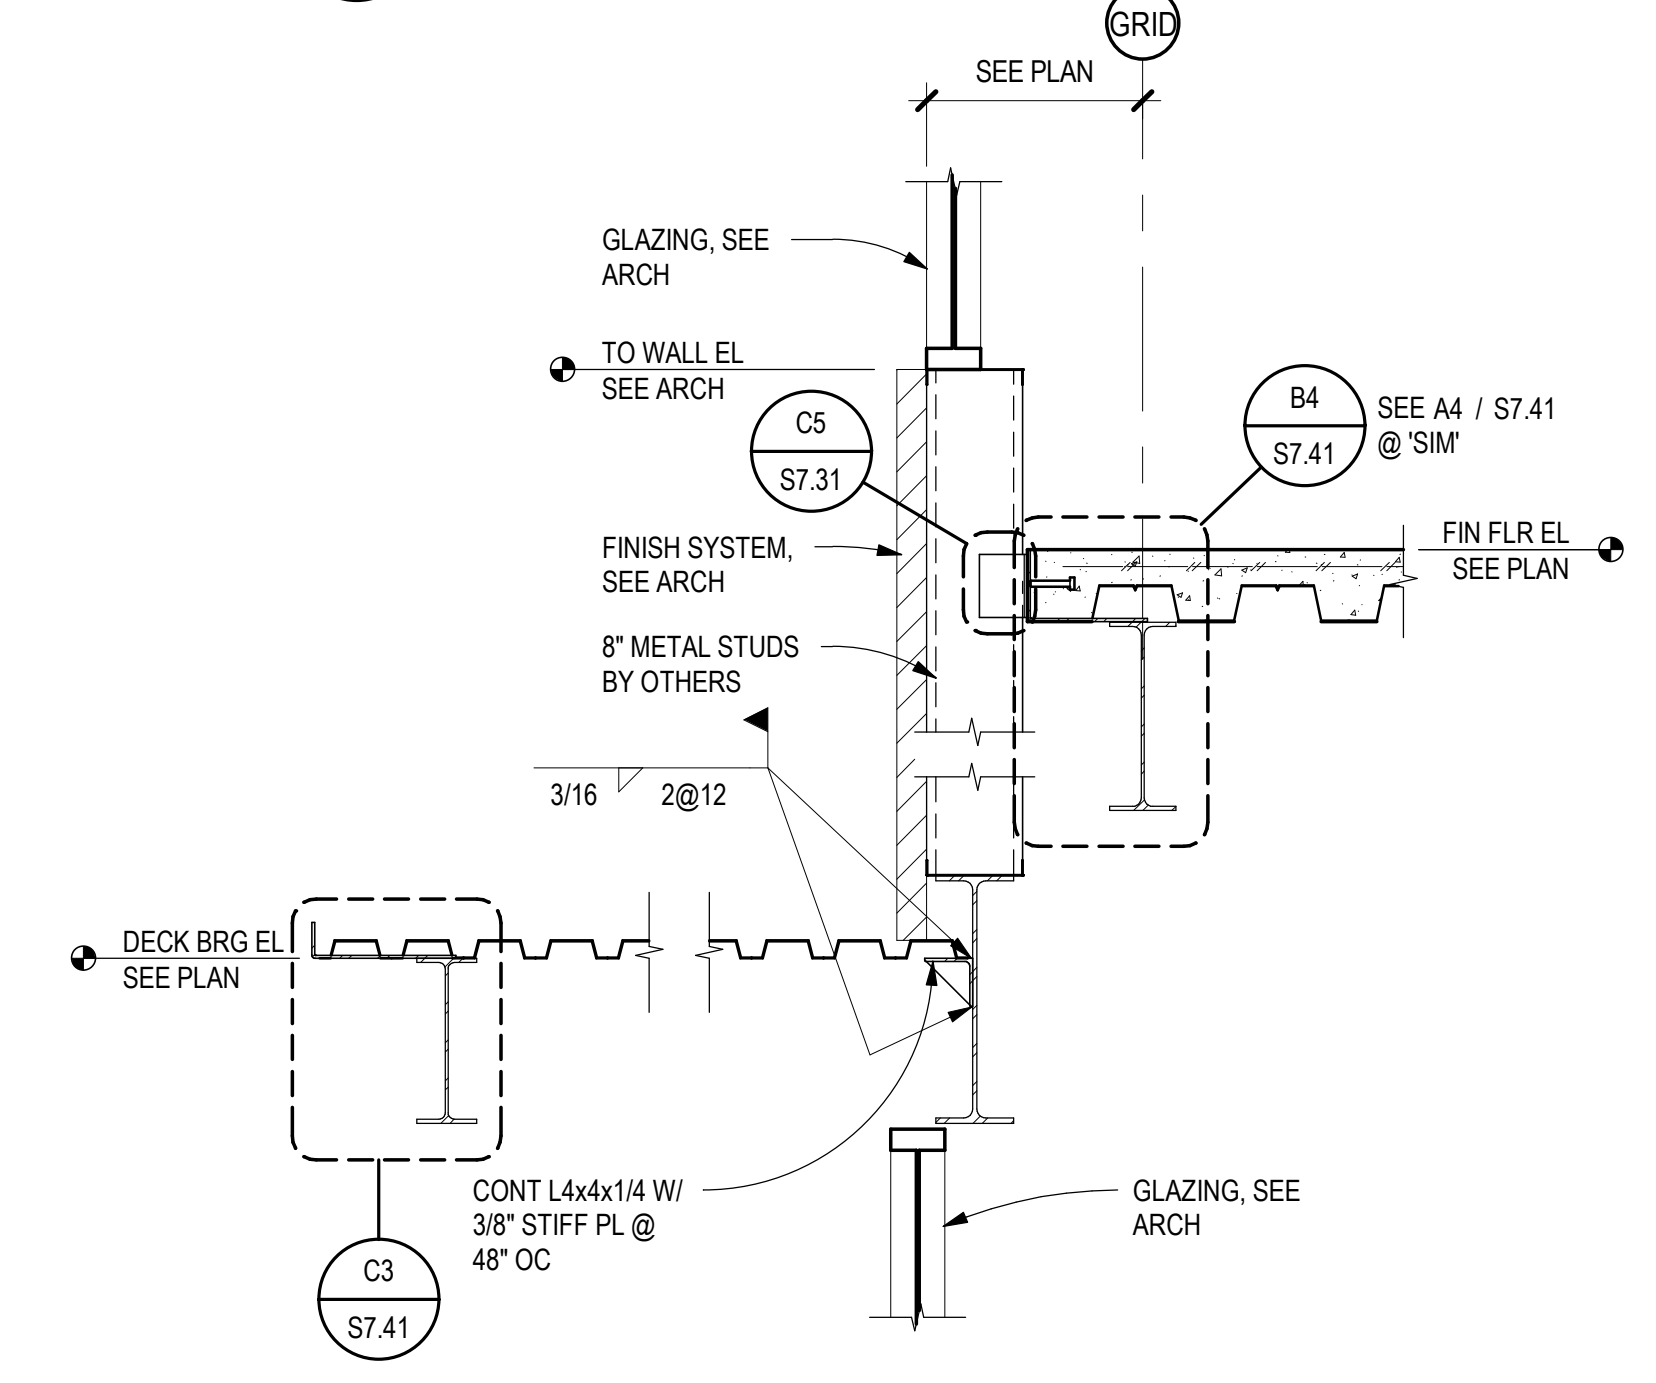 GRID
SEE PLAN
GLAZING, SEE
ARCH
TO WALL EL
SEE ARCH
C5
S7.31
B4
S7.41
SEE A4 / S7.41
@ 'SIM'
FINISH SYSTEM,
SEE ARCH
FIN FLR EL
SEE PLAN
8" METAL STUDS
BY OTHERS
3/16 2@12
DECK BRG EL
SEE PLAN
CONT L4x4x1/4 W/
3/8" STIFF PL @
48" OC
GLAZING, SEE
ARCH
C3
S7.41